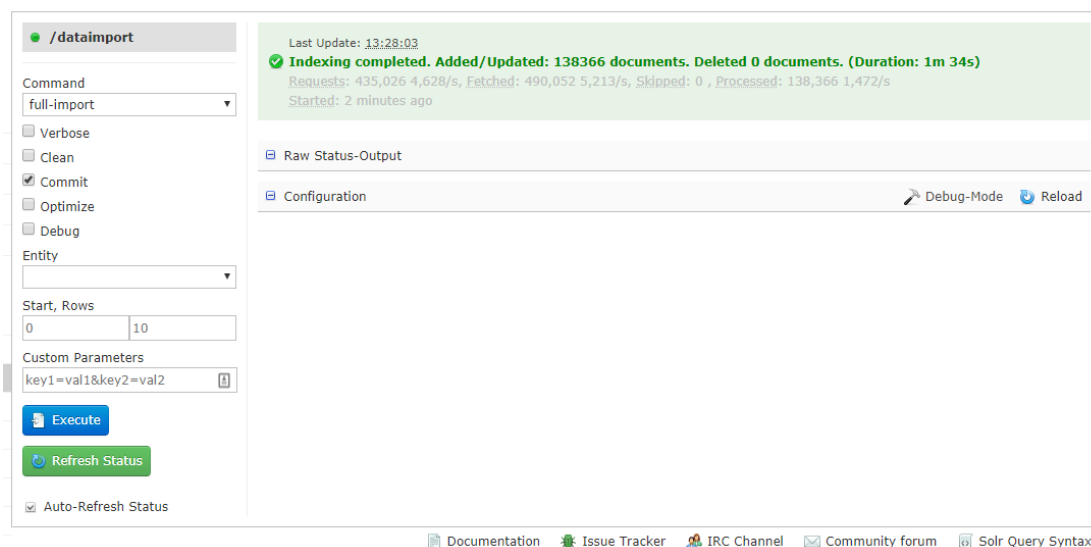 /dataimport
Command
full-import
Verbose
Clean
Commit
Optimize
Debug
Entity
Start, Rows
0 10
Custom Parameters
key1=val1&key2=val2
Execute
Refresh Status
Auto-Refresh Status
Last Update: 13:28:03
Indexing completed. Added/Updated: 138366 documents. Deleted 0 documents. (Duration: 1m 34s)
Requests: 435,026 4,628/s, Fetched: 490,052 5,213/s, Skipped: 0 , Processed: 138,366 1,472/s
Started: 2 minutes ago
Raw Status-Output
Configuration Debug-Mode Reload
Documentation Issue Tracker IRC Channel Community forum Solr Query Syntax